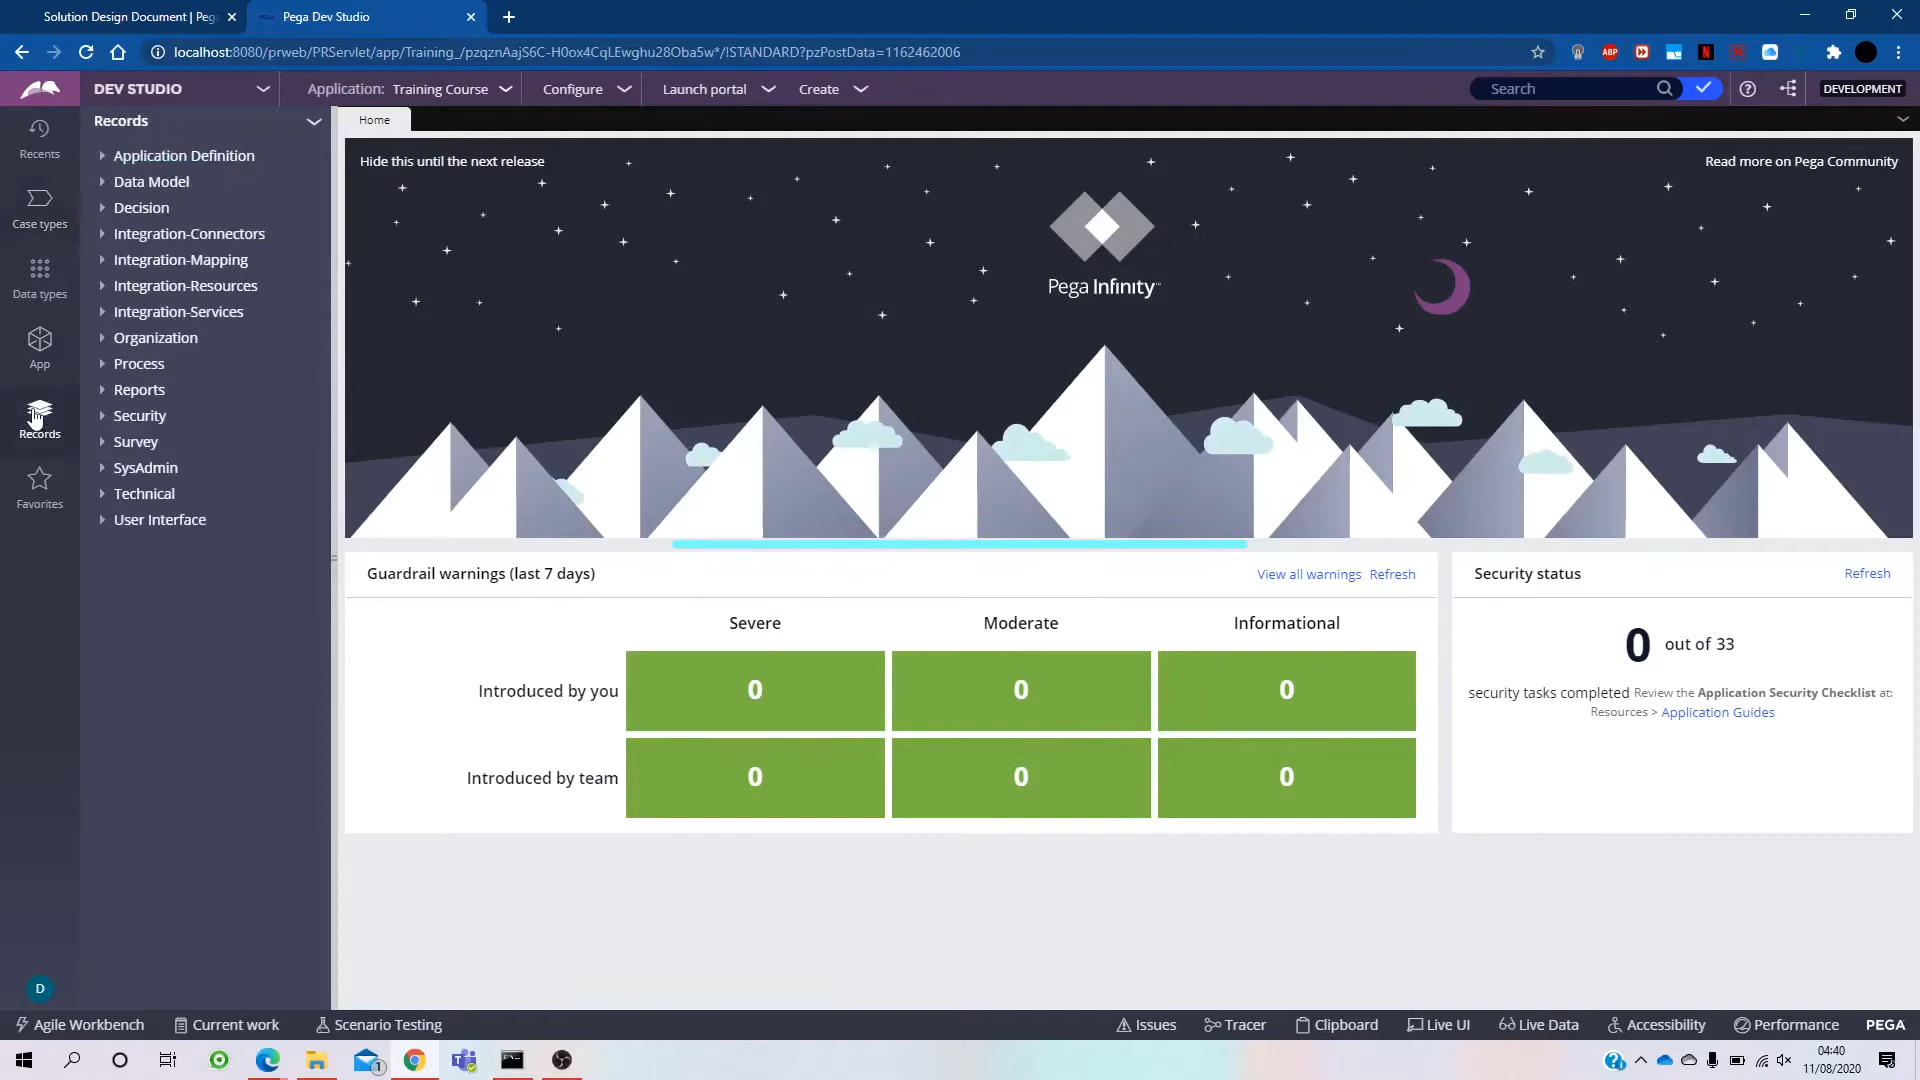 Solution Design Document | Peg
Pega Dev Studio
localhost:8080/prweb/PRServlet/app/Training_/pzqznAajS6C-H0ox4CqLEwghu28Oba5w*/!STANDARD?pzPostData=1162462006
ABP
DEV STUDIO
Application: Training Course
Configure
Launch portal
Create
Search
DEVELOPMENT
Recents
Case types
Data types
App
Records
Favorites
D
Records
Application Definition
Data Model
Decision
Integration-Connectors
Integration-Mapping
Integration-Resources
Integration-Services
Organization
Process
Reports
Security
Survey
SysAdmin
Technical
User Interface
Home
Hide this until the next release
Read more on Pega Community
Pega Infinity
Guardrail warnings (last 7 days)
View all warnings Refresh
Severe Moderate Informational
Introduced by you 0 0 0
Introduced by team 0 0 0
Security status
Refresh
0 out of 33
security tasks completed Review the Application Security Checklist at:
Resources > Application Guides
Agile Workbench Current work Scenario Testing
Issues Tracer Clipboard Live UI Live Data Accessibility Performance PEGA
1
04:40
11/08/2020